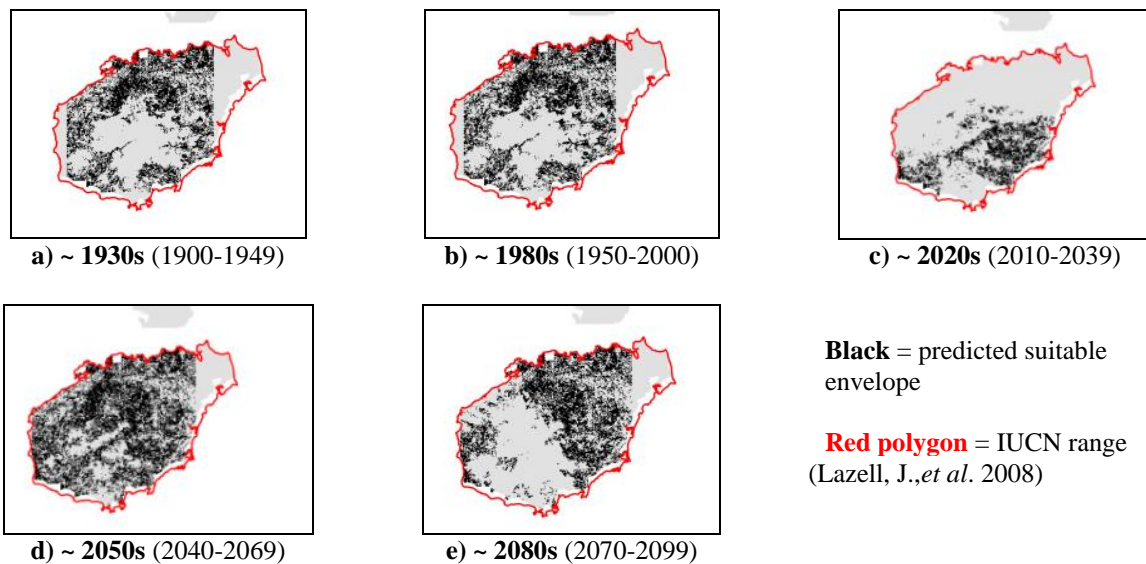 a) ~ 1930s (1900-1949)
b) ~ 1980s (1950-2000)
c) ~ 2020s (2010-2039)
Black = predicted suitable
envelope
Red polygon = IUCN range
(Lazell, J.,et al. 2008)
d) ~ 2050s (2040-2069)
e) ~ 2080s (2070-2099)